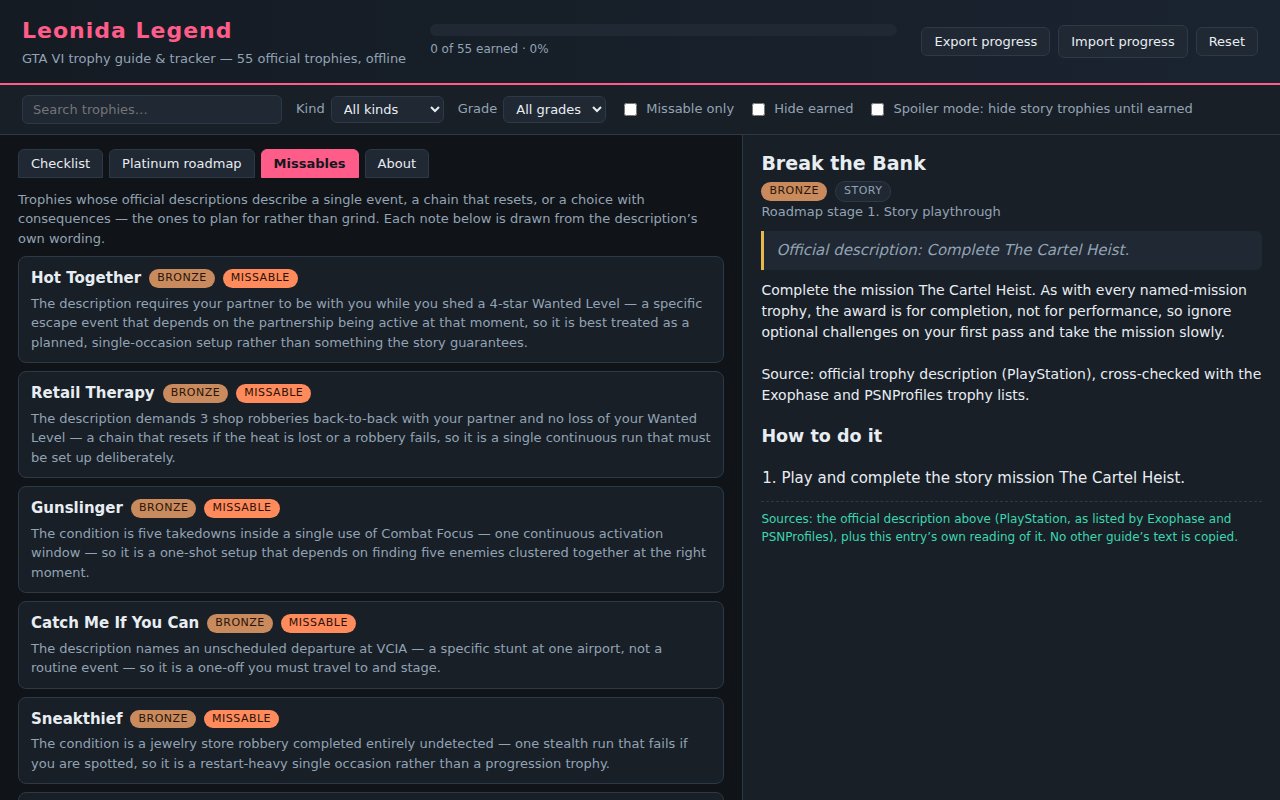 Leonida Legend
GTA VI trophy guide & tracker — 55 official trophies, offline
0 of 55 earned · 0%
Export progress
Import progress
Reset
Search trophies…
Kind
All kinds
Grade
All grades
Missable only
Hide earned
Spoiler mode: hide story trophies until earned
Checklist
Platinum roadmap
Missables
About
Trophies whose official descriptions describe a single event, a chain that resets, or a choice with
consequences — the ones to plan for rather than grind. Each note below is drawn from the description’s
own wording.
Hot Together BRONZE MISSABLE
The description requires your partner to be with you while you shed a 4-star Wanted Level — a specific
escape event that depends on the partnership being active at that moment, so it is best treated as a
planned, single-occasion setup rather than something the story guarantees.
Retail Therapy BRONZE MISSABLE
The description demands 3 shop robberies back-to-back with your partner and no loss of your Wanted
Level — a chain that resets if the heat is lost or a robbery fails, so it is a single continuous run that must
be set up deliberately.
Gunslinger BRONZE MISSABLE
The condition is five takedowns inside a single use of Combat Focus — one continuous activation
window — so it is a one-shot setup that depends on finding five enemies clustered together at the right
moment.
Catch Me If You Can BRONZE MISSABLE
The description names an unscheduled departure at VCIA — a specific stunt at one airport, not a
routine event — so it is a one-off you must travel to and stage.
Sneakthief BRONZE MISSABLE
The condition is a jewelry store robbery completed entirely undetected — one stealth run that fails if
you are spotted, so it is a restart-heavy single occasion rather than a progression trophy.
Break the Bank
BRONZE STORY
Roadmap stage 1. Story playthrough
Official description: Complete The Cartel Heist.
Complete the mission The Cartel Heist. As with every named-mission
trophy, the award is for completion, not for performance, so ignore
optional challenges on your first pass and take the mission slowly.
Source: official trophy description (PlayStation), cross-checked with the
Exophase and PSNProfiles trophy lists.
How to do it
1. Play and complete the story mission The Cartel Heist.
Sources: the official description above (PlayStation, as listed by Exophase and
PSNProfiles), plus this entry’s own reading of it. No other guide’s text is copied.